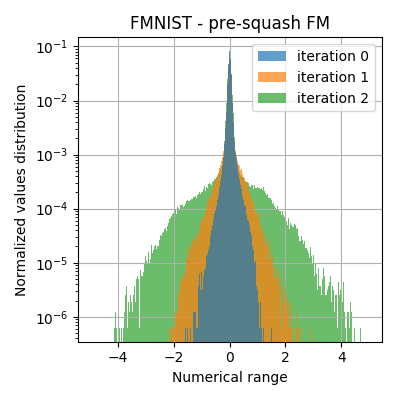 FMNIST - pre-squash FM
iteration 0
iteration 1
iteration 2
Normalized values distribution
10⁻¹
10⁻²
10⁻³
10⁻⁴
10⁻⁵
10⁻⁶
−4 −2 0 2 4
Numerical range